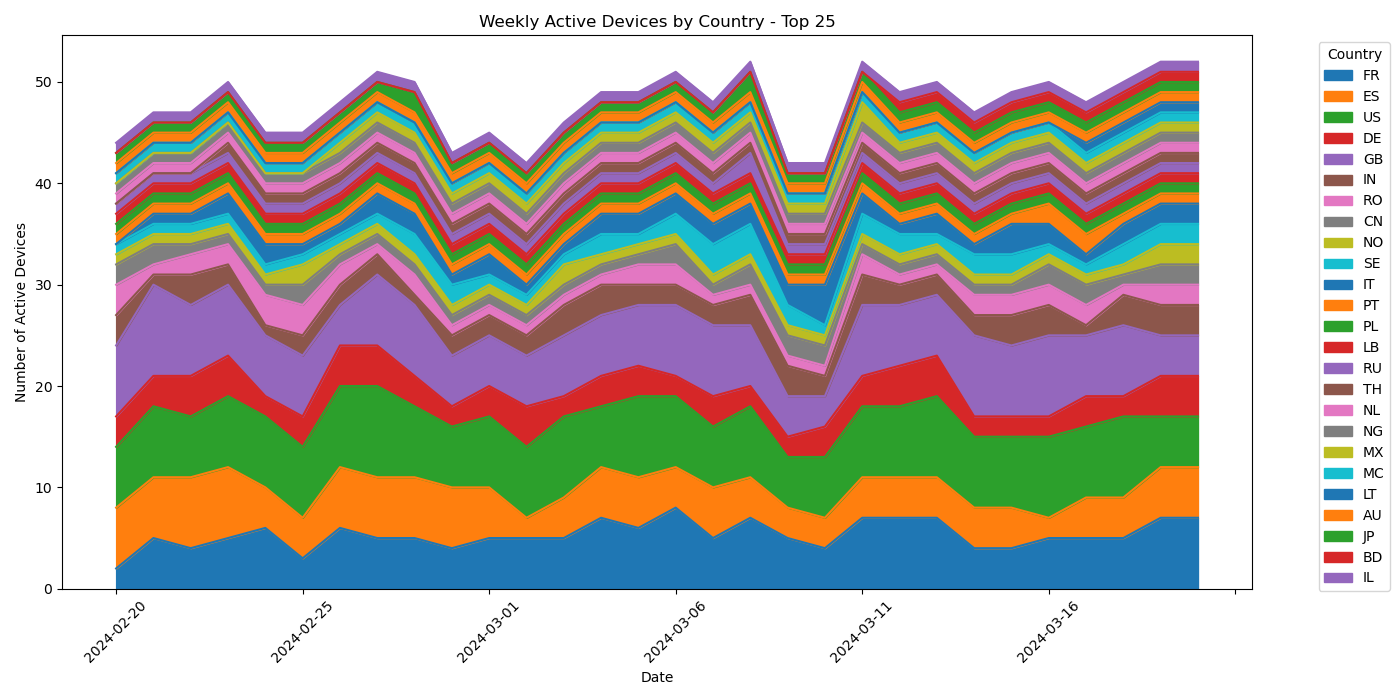 Weekly Active Devices by Country - Top 25
Number of Active Devices
50
40
30
20
10
0
2024-02-20
2024-02-25
2024-03-01
2024-03-06
2024-03-11
2024-03-16
Date
Country
FR
ES
US
DE
GB
IN
RO
CN
NO
SE
IT
PT
PL
LB
RU
TH
NL
NG
MX
MC
LT
AU
JP
BD
IL